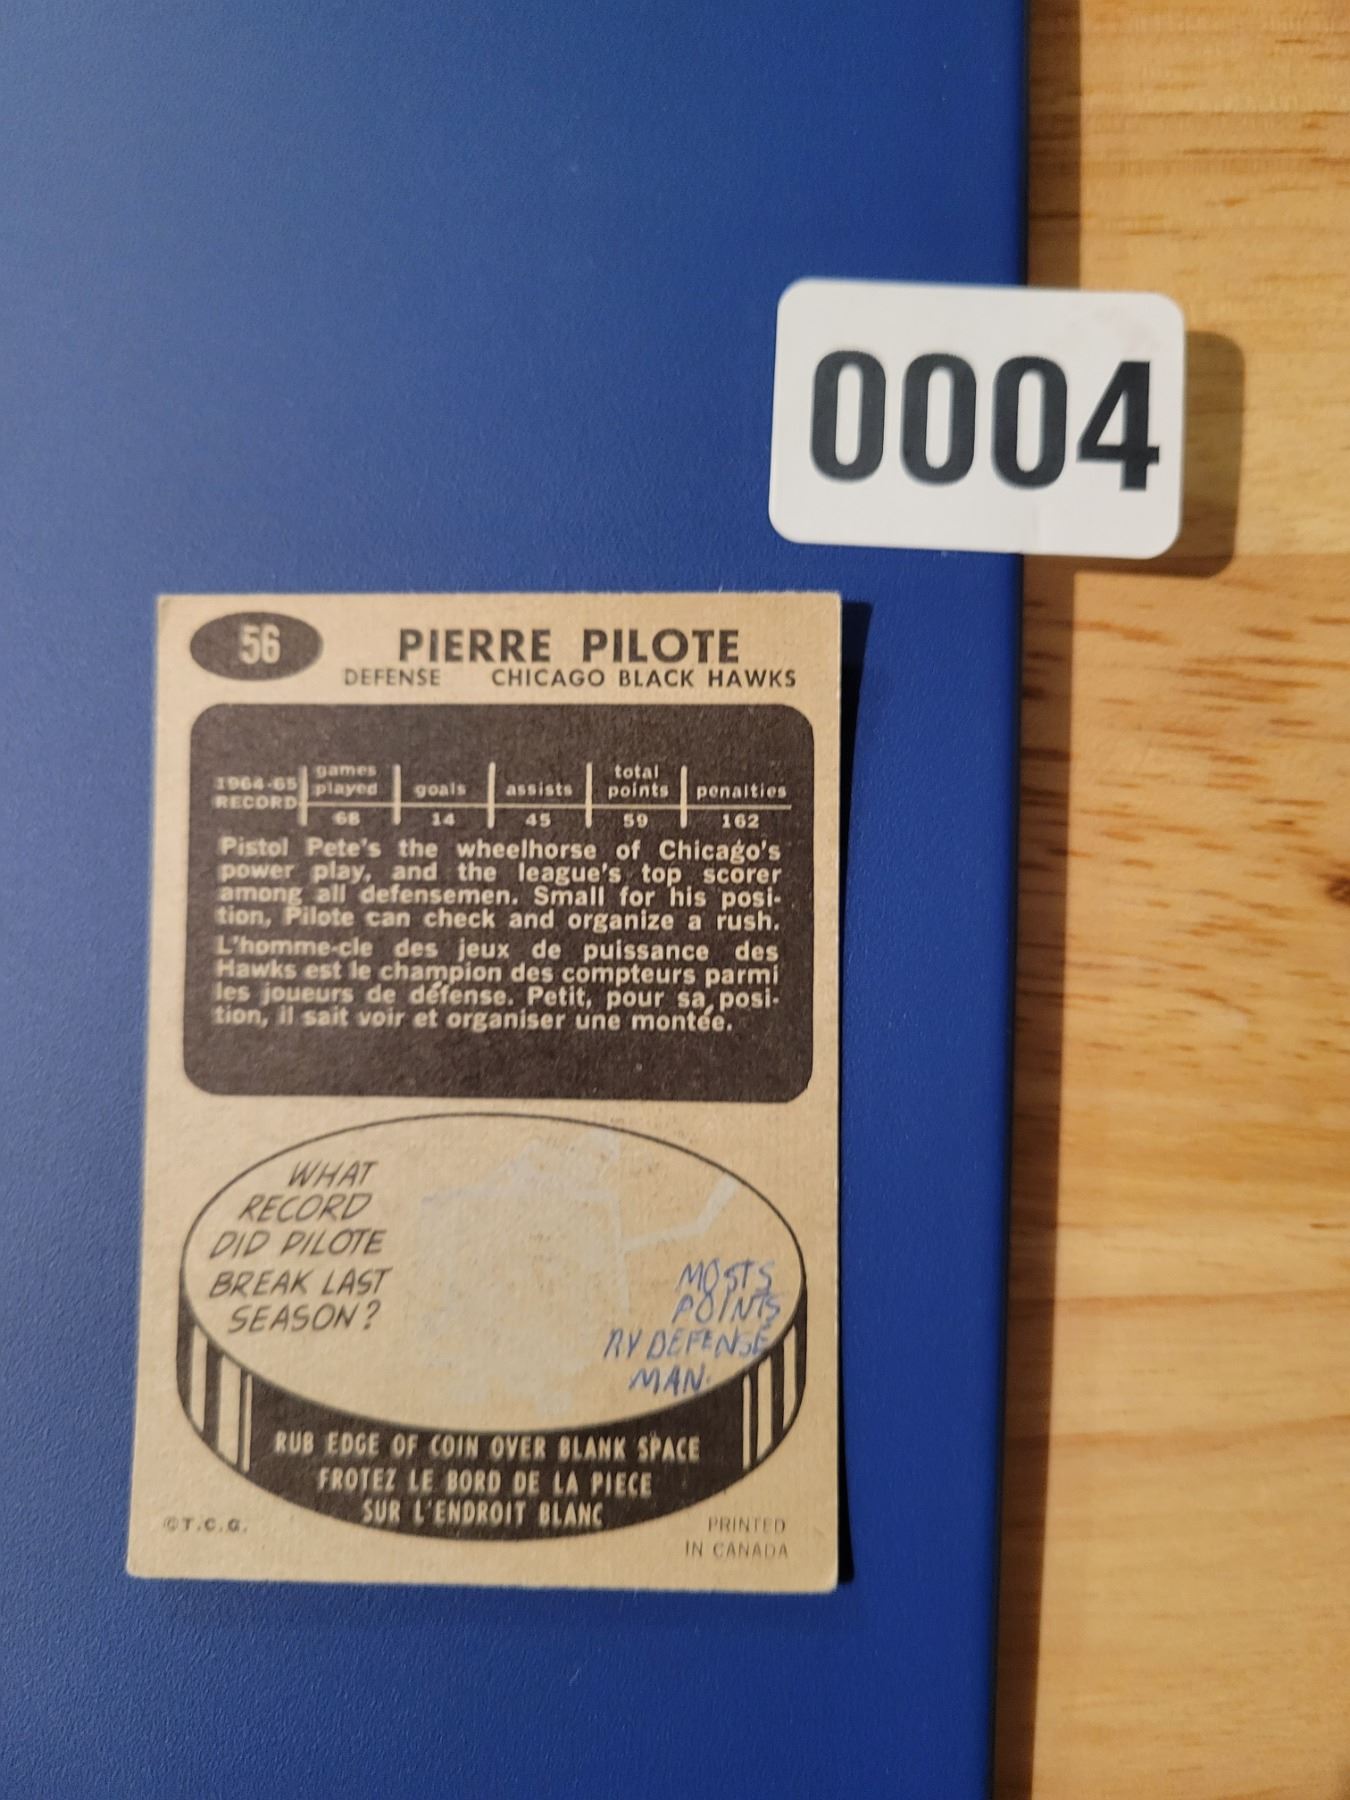 0004
56
PIERRE PILOTE
DEFENSE CHICAGO BLACK HAWKS
1964-65 RECORD games played goals assists total points penalties
68 14 45 59 162
Pistol Pete's the wheelhorse of Chicago's
power play, and the league's top scorer
among all defensemen. Small for his posi-
tion, Pilote can check and organize a rush.
L'homme-cle des jeux de puissance des
Hawks est le champion des compteurs parmi
les joueurs de défense. Petit, pour sa posi-
tion, il sait voir et organiser une montée.
WHAT
RECORD
DID PILOTE
BREAK LAST
SEASON?
MOSTS
POINTS
BY DEFENSE
MAN.
RUB EDGE OF COIN OVER BLANK SPACE
FROTEZ LE BORD DE LA PIECE
SUR L'ENDROIT BLANC
©T.C.G.
PRINTED
IN CANADA